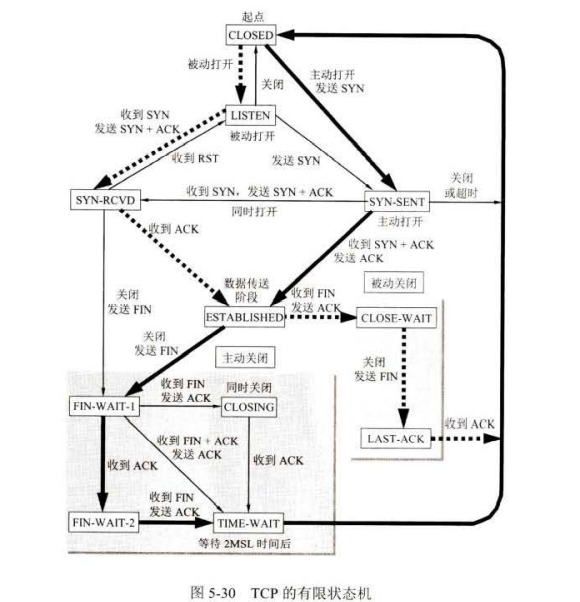 起点
CLOSED
被动打开
关闭
主动打开
发送 SYN
收到 SYN
发送 SYN + ACK
LISTEN
被动打开
收到 RST
发送 SYN
SYN-RCVD
收到 SYN，发送 SYN + ACK
同时打开
SYN-SENT
主动打开
关闭
或超时
收到 ACK
收到 SYN + ACK
发送 ACK
数据传送
阶段
ESTABLISHED
收到 FIN
发送 ACK
被动关闭
CLOSE-WAIT
关闭
发送 FIN
关闭
发送 FIN
主动关闭
关闭
发送 FIN
FIN-WAIT-1
收到 FIN
发送 ACK
同时关闭
CLOSING
LAST-ACK
收到 ACK
收到 FIN + ACK
发送 ACK
收到 ACK
收到 ACK
FIN-WAIT-2
收到 FIN
发送 ACK
TIME-WAIT
等待 2MSL 时间后
图 5-30 TCP 的有限状态机